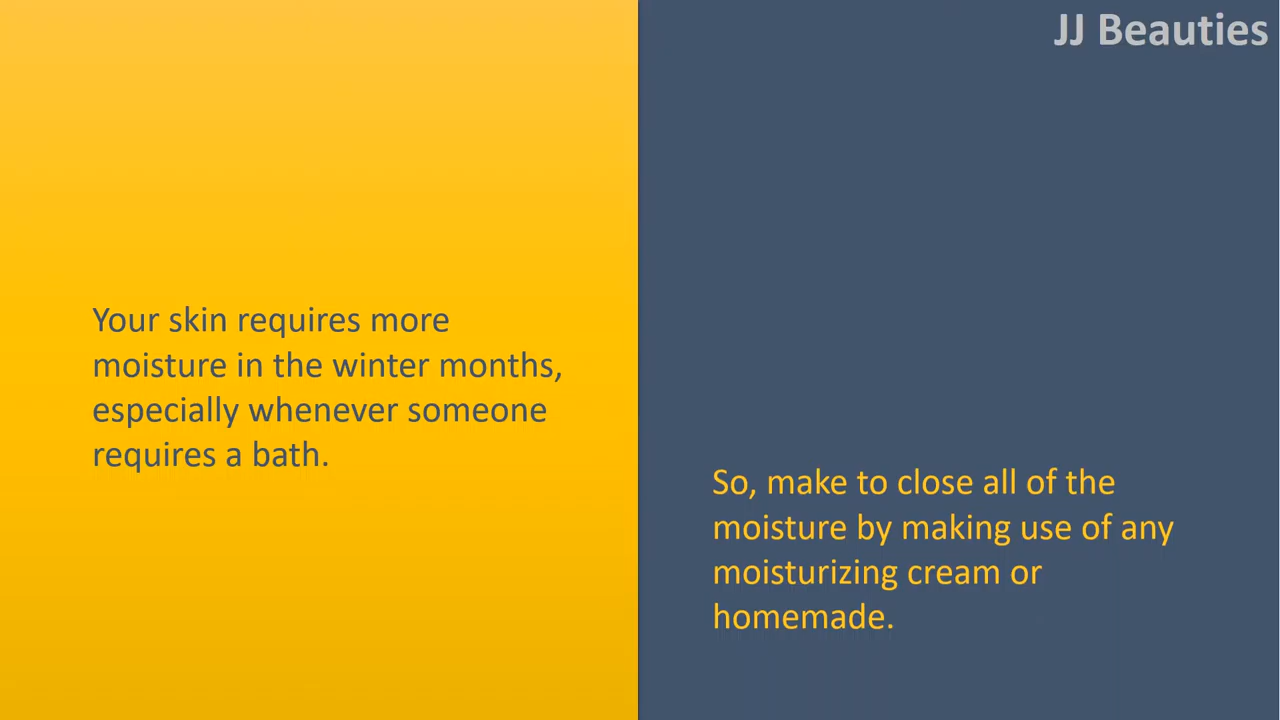 JJ Beauties
Your skin requires more
moisture in the winter months,
especially whenever someone
requires a bath.
So, make to close all of the
moisture by making use of any
moisturizing cream or
homemade.